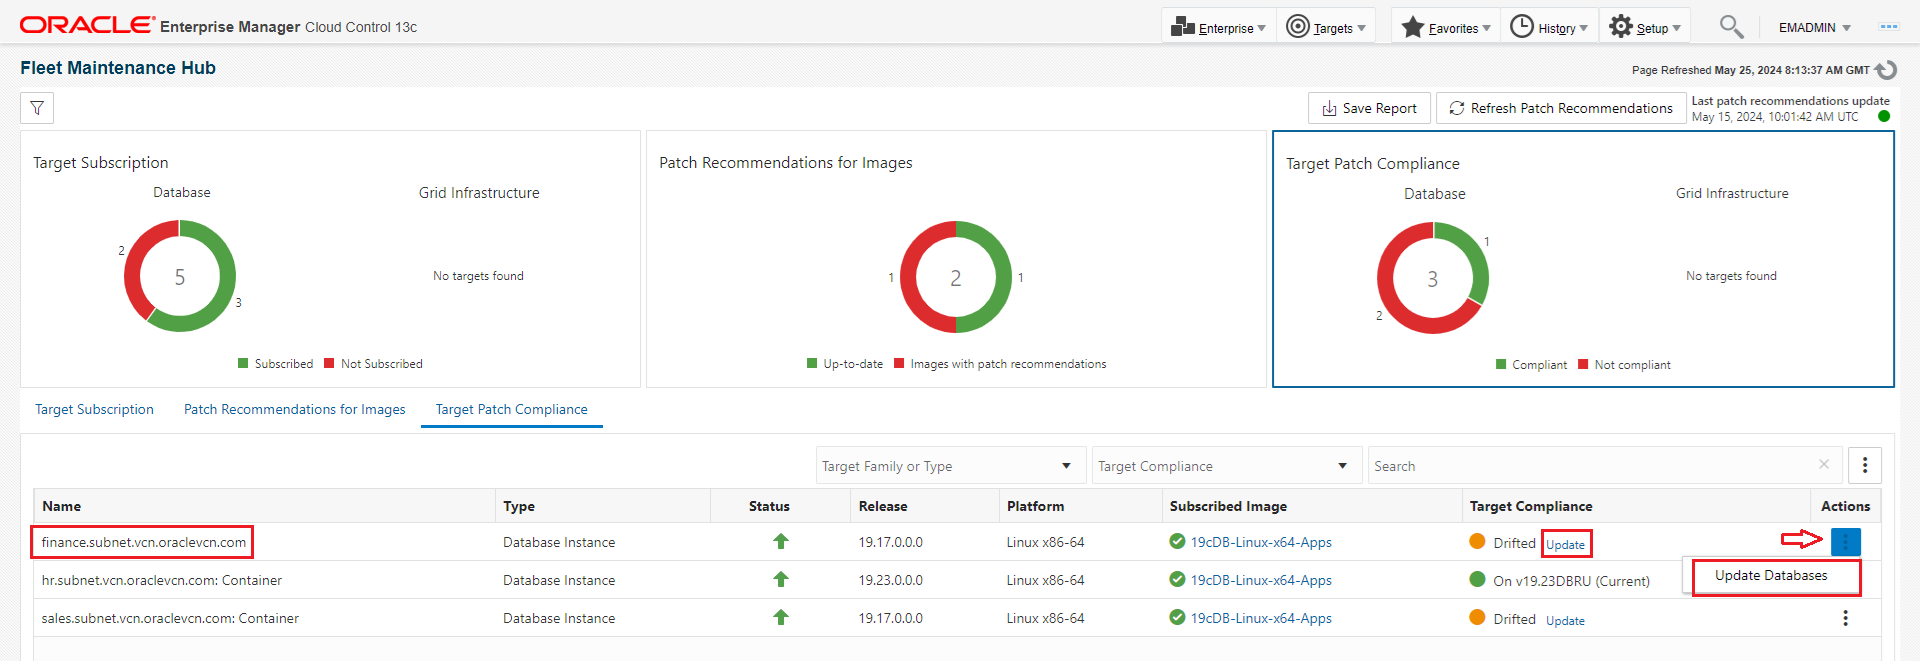 ORACLE Enterprise Manager Cloud Control 13c
Enterprise Targets Favorites History Setup EMADMIN
Fleet Maintenance Hub
Page Refreshed May 25, 2024 8:13:37 AM GMT
Save Report Refresh Patch Recommendations Last patch recommendations update
May 15, 2024, 10:01:42 AM UTC
Target Subscription
Database Grid Infrastructure
2
5
3
No targets found
Subscribed Not Subscribed
Patch Recommendations for Images
1 2 1
Up-to-date Images with patch recommendations
Target Patch Compliance
Database Grid Infrastructure
1
3
2
No targets found
Compliant Not compliant
Target Subscription Patch Recommendations for Images Target Patch Compliance
Target Family or Type Target Compliance Search
Name Type Status Release Platform Subscribed Image Target Compliance Actions
finance.subnet.vcn.oraclevcn.com Database Instance 19.17.0.0.0 Linux x86-64 19cDB-Linux-x64-Apps Drifted Update
Update Databases
hr.subnet.vcn.oraclevcn.com: Container Database Instance 19.23.0.0.0 Linux x86-64 19cDB-Linux-x64-Apps On v19.23DBRU (Current)
sales.subnet.vcn.oraclevcn.com: Container Database Instance 19.17.0.0.0 Linux x86-64 19cDB-Linux-x64-Apps Drifted Update